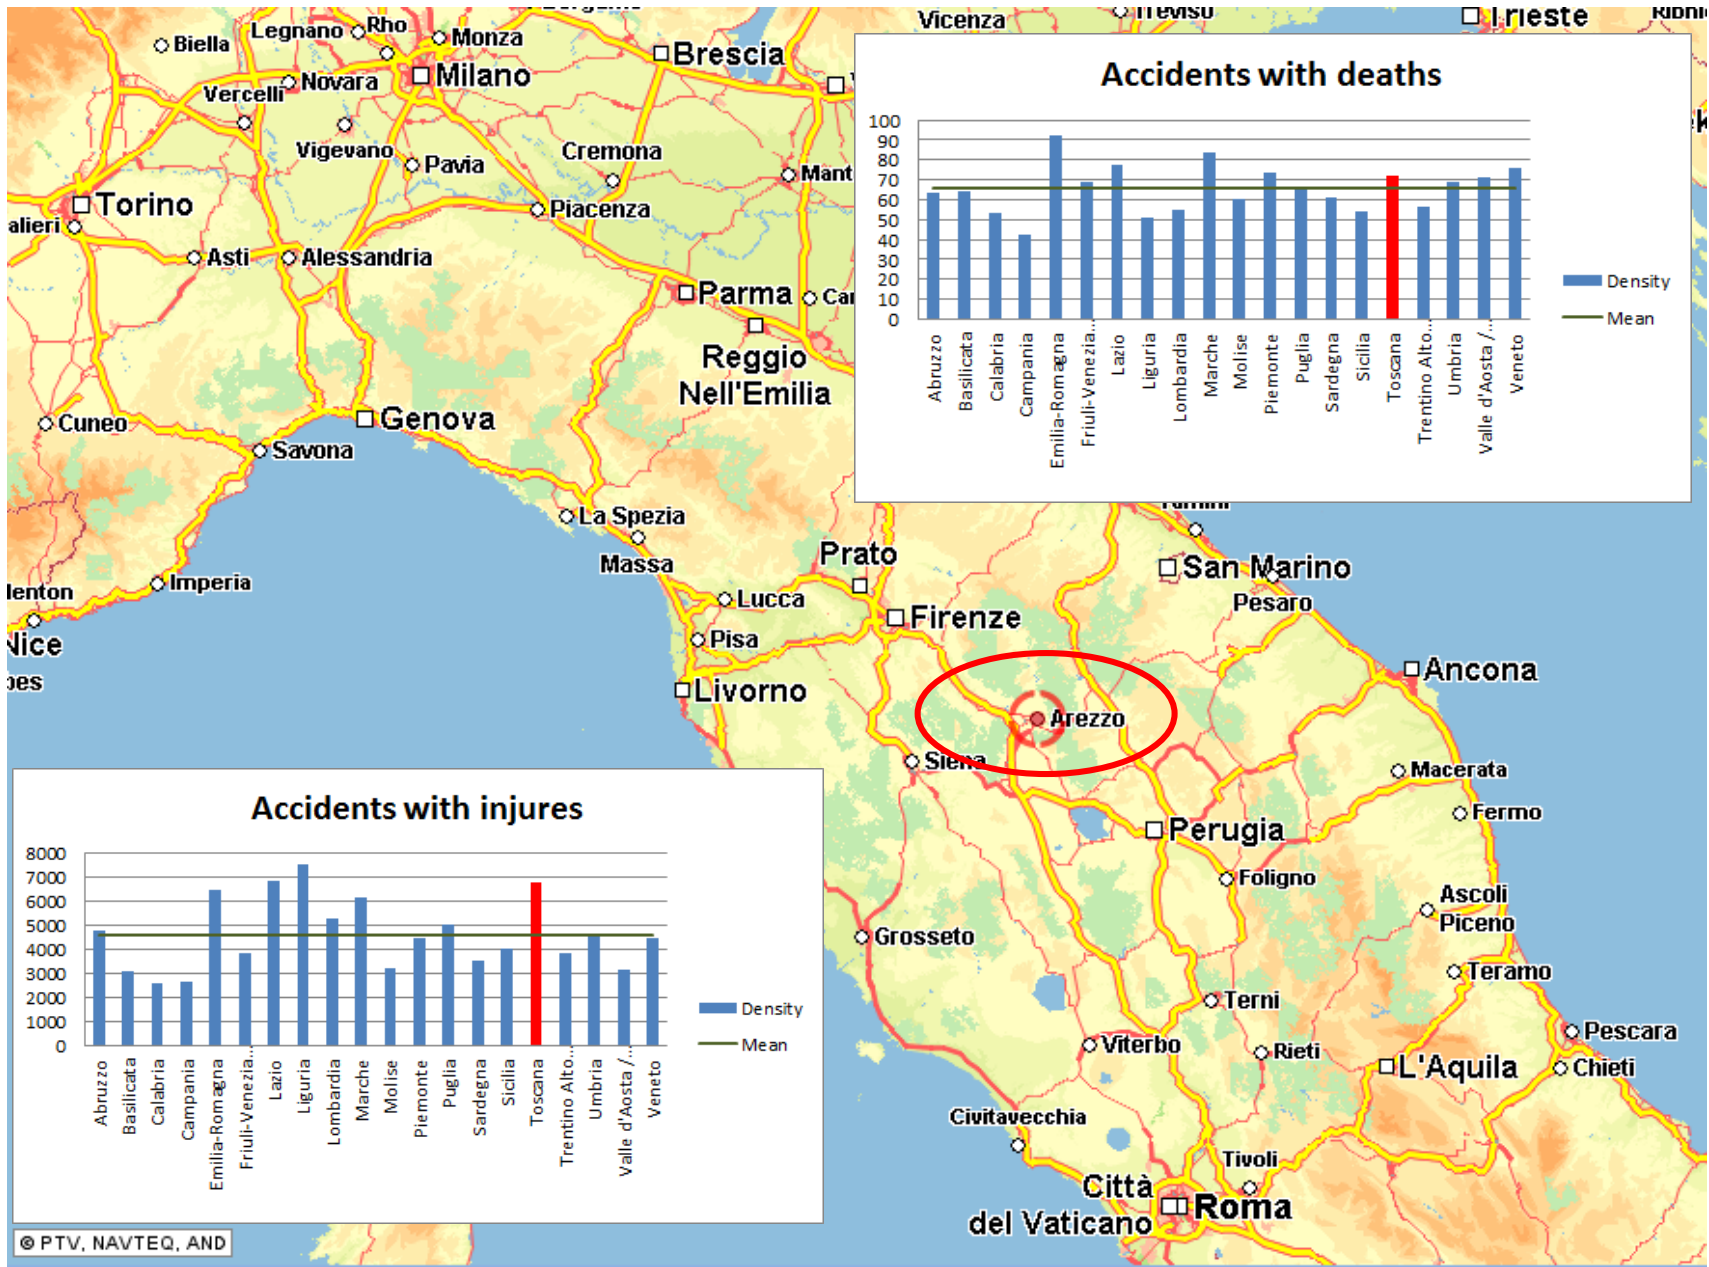 Legnano
Rho
Biella
Monza
Brescia
Vicenza
Treviso
Trieste
Novara
Milano
Vercelli
Vigevano
Pavia
Cremona
Mant
Torino
Piacenza
alieri
Asti
Alessandria
Parma
Car
Reggio
Nell'Emilia
Cuneo
Genova
Savona
La Spezia
Massa
Prato
Imperia
Lucca
Firenze
Pisa
Livorno
Nice
San Marino
Pesaro
Ancona
Arezzo
Siena
Macerata
Fermo
Perugia
Foligno
Ascoli
Piceno
Grosseto
Teramo
Terni
Pescara
Viterbo
Rieti
L'Aquila
Chieti
Civitavecchia
Tivoli
Città
del Vaticano
Roma
Accidents with deaths
100
90
80
70
60
50
40
30
20
10
0
Abruzzo
Basilicata
Calabria
Campania
Emilia-Romagna
Friuli-Venezia...
Lazio
Liguria
Lombardia
Marche
Molise
Piemonte
Puglia
Sardegna
Sicilia
Toscana
Trentino Alto...
Umbria
Valle d'Aosta /...
Veneto
Density
Mean
Accidents with injures
8000
7000
6000
5000
4000
3000
2000
1000
0
Abruzzo
Basilicata
Calabria
Campania
Emilia-Romagna
Friuli-Venezia...
Lazio
Liguria
Lombardia
Marche
Molise
Piemonte
Puglia
Sardegna
Sicilia
Toscana
Trentino Alto...
Umbria
Valle d'Aosta /...
Veneto
Density
Mean
© PTV, NAVTEQ, AND